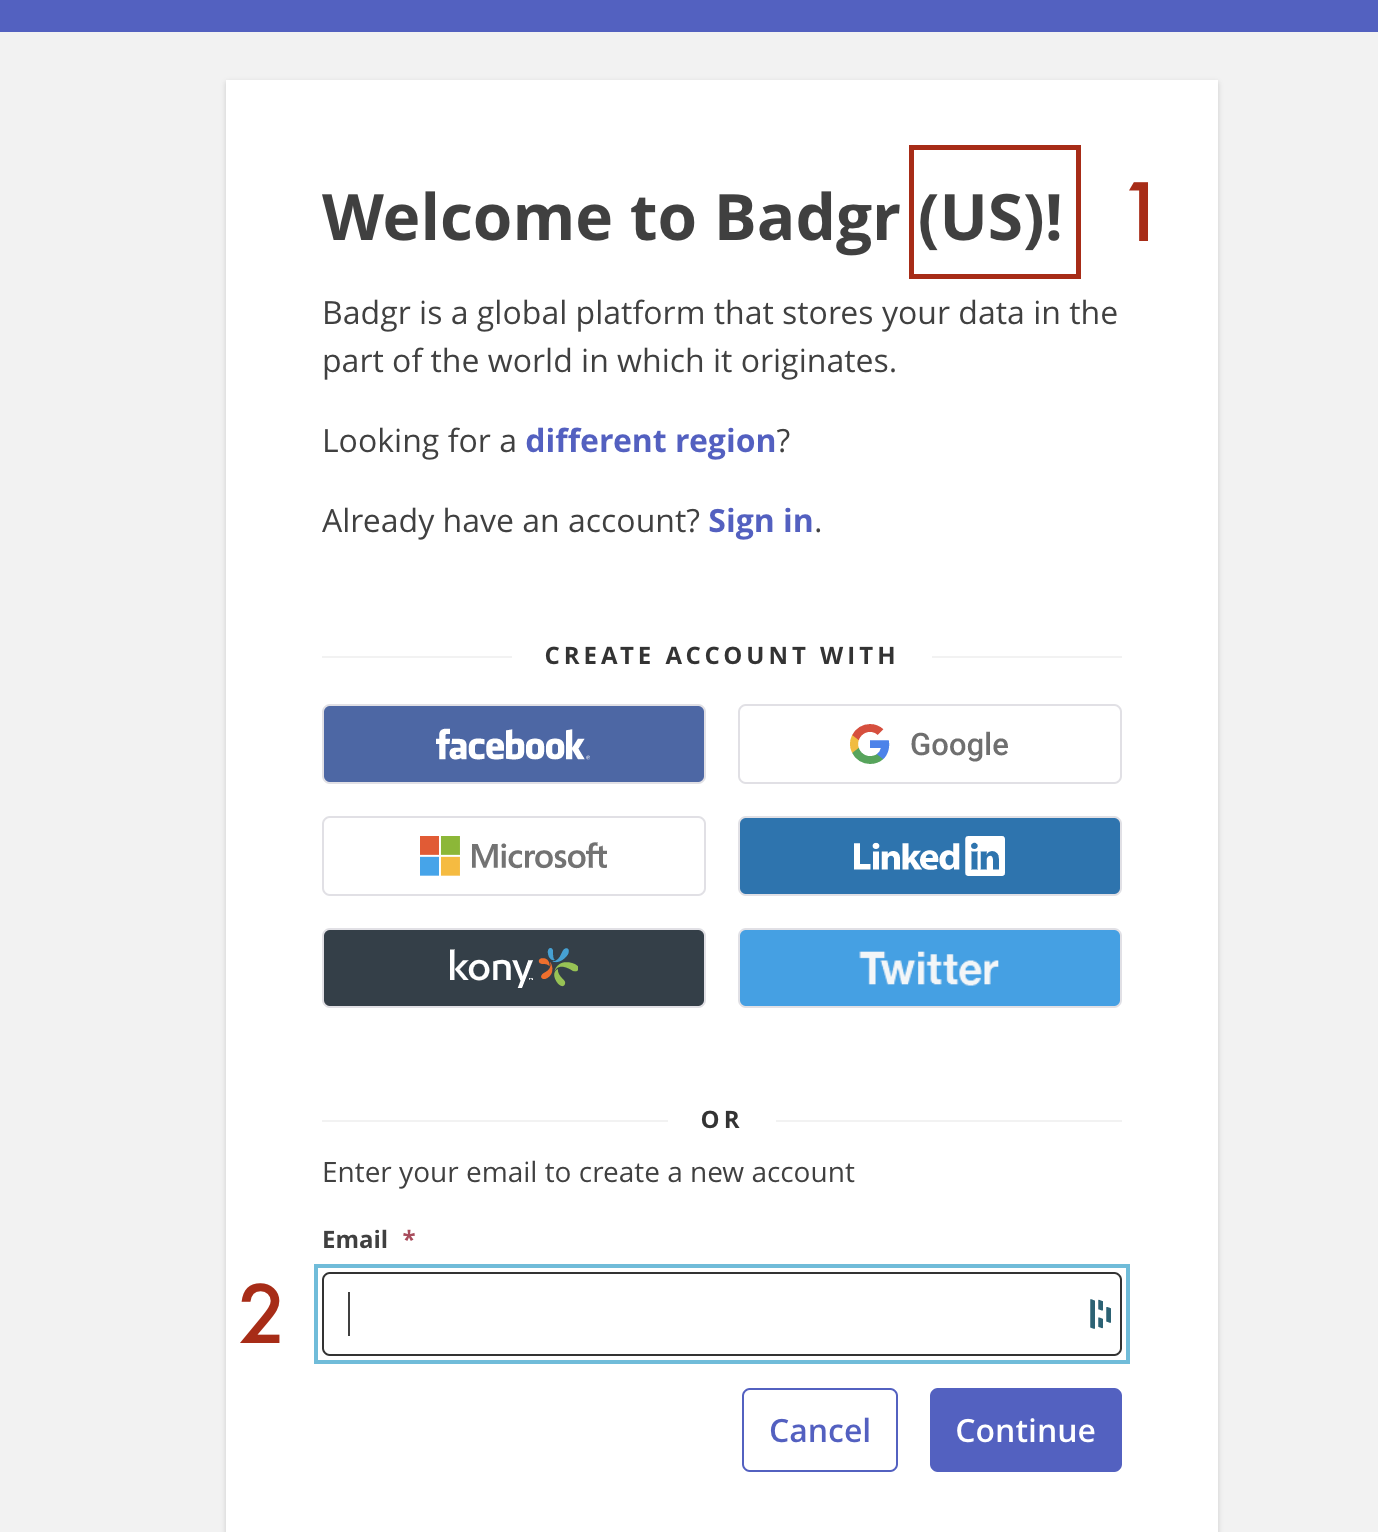 Welcome to Badgr (US)! 1
Badgr is a global platform that stores your data in the
part of the world in which it originates.
Looking for a different region?
Already have an account? Sign in.
CREATE ACCOUNT WITH
facebook Google
Microsoft Linked in
kony Twitter
OR
Enter your email to create a new account
Email *
2
Cancel Continue